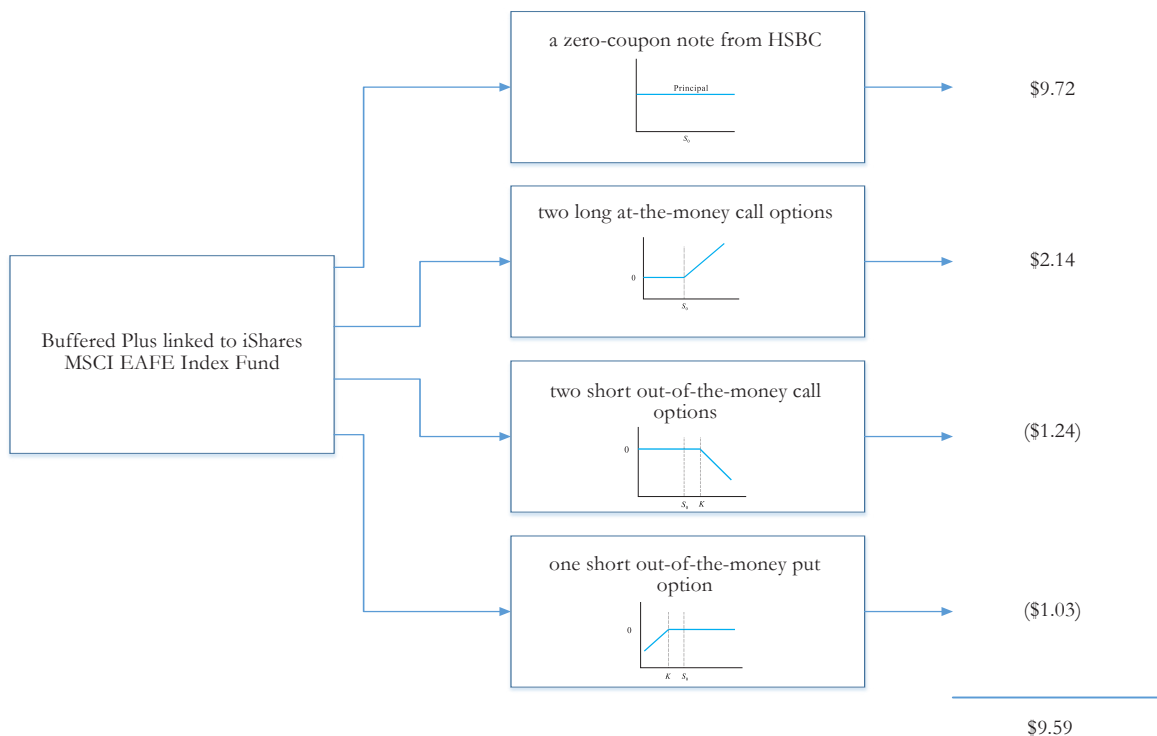 a zero-coupon note from HSBC
Principal
S₀
$9.72
two long at-the-money call options
0
S₀
$2.14
Buffered Plus linked to iShares
MSCI EAFE Index Fund
two short out-of-the-money call
options
0
S₀ K
($1.24)
one short out-of-the-money put
option
0
K S₀
($1.03)
$9.59